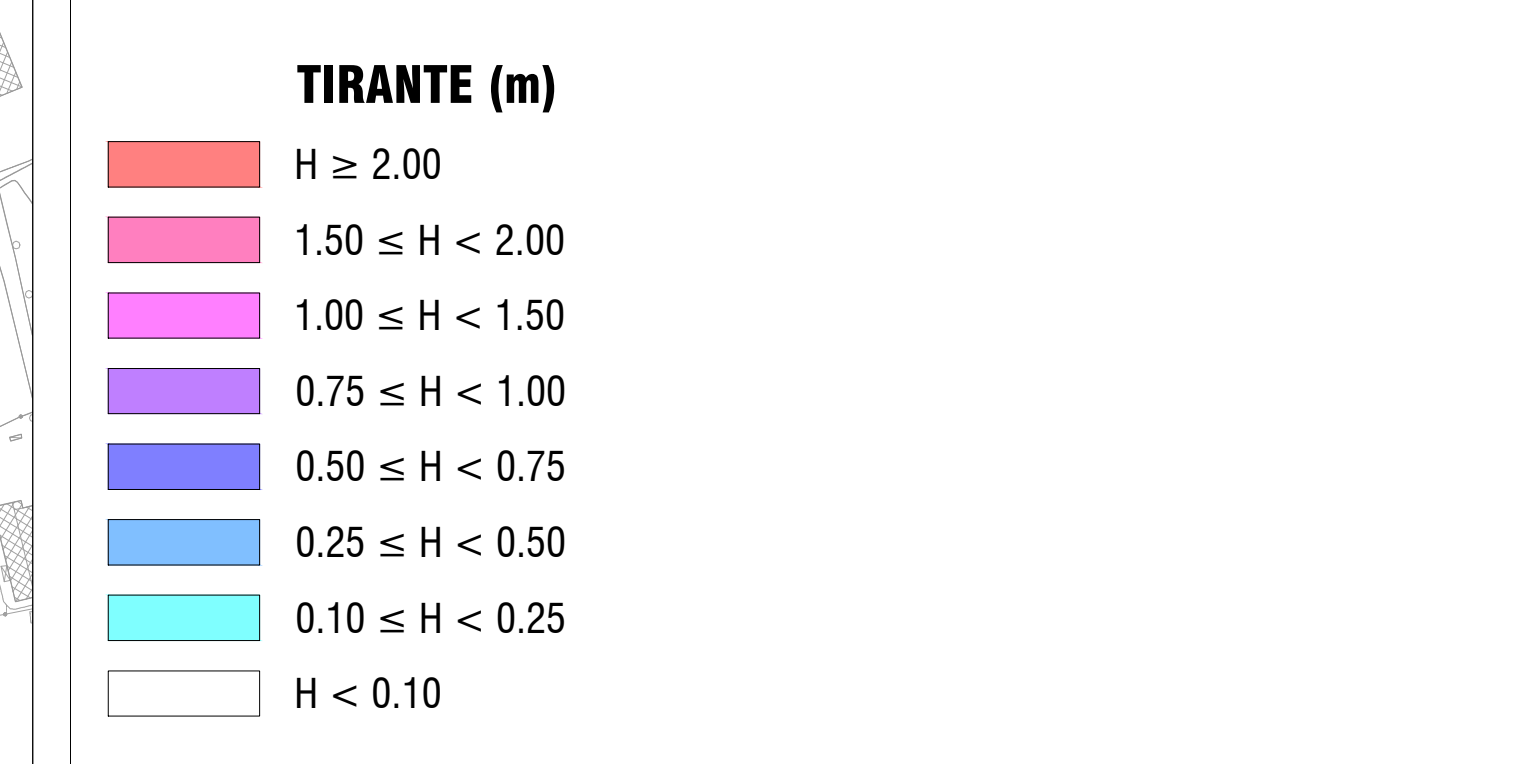 TIRANTE (m)
H ≥ 2.00
1.50 ≤ H < 2.00
1.00 ≤ H < 1.50
0.75 ≤ H < 1.00
0.50 ≤ H < 0.75
0.25 ≤ H < 0.50
0.10 ≤ H < 0.25
H < 0.10